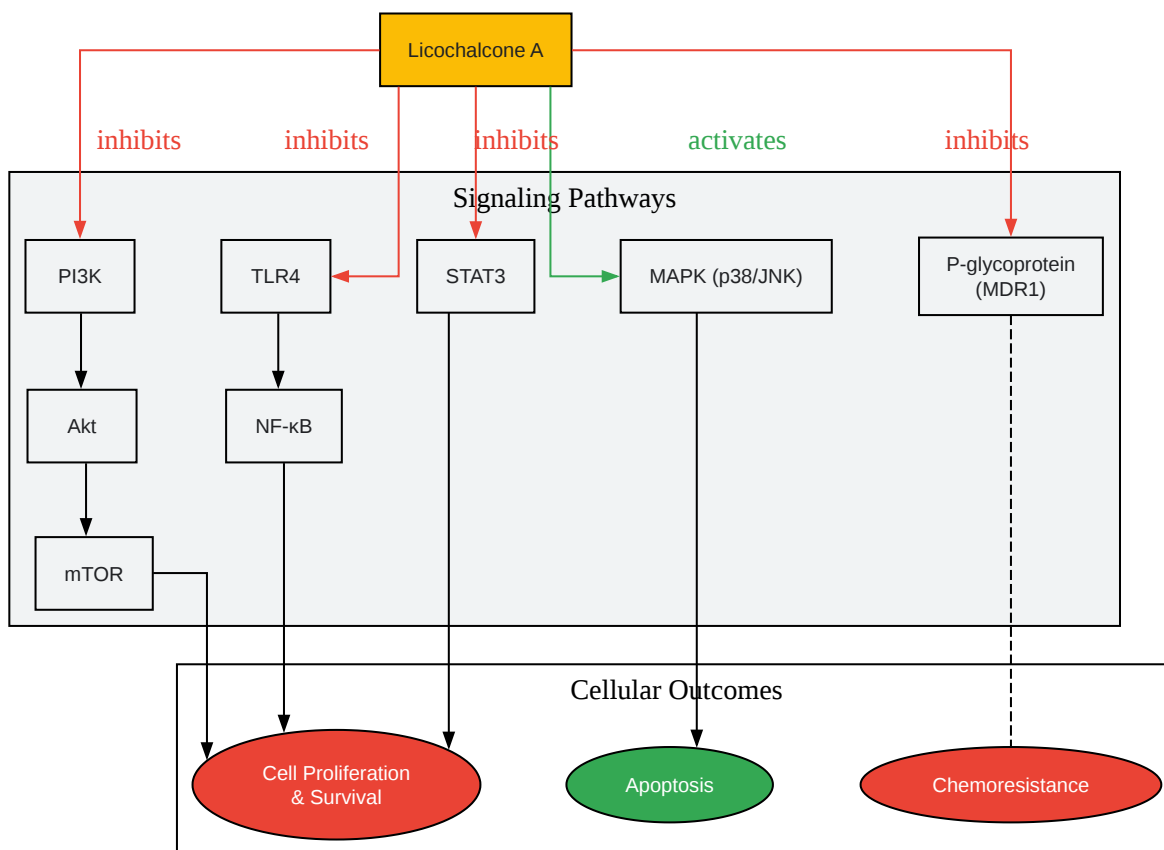 Licochalcone A
inhibits
inhibits
inhibits
activates
inhibits
Signaling Pathways
PI3K
TLR4
STAT3
MAPK (p38/JNK)
P-glycoprotein
(MDR1)
Akt
NF-κB
mTOR
Cellular Outcomes
Cell Proliferation
& Survival
Apoptosis
Chemoresistance